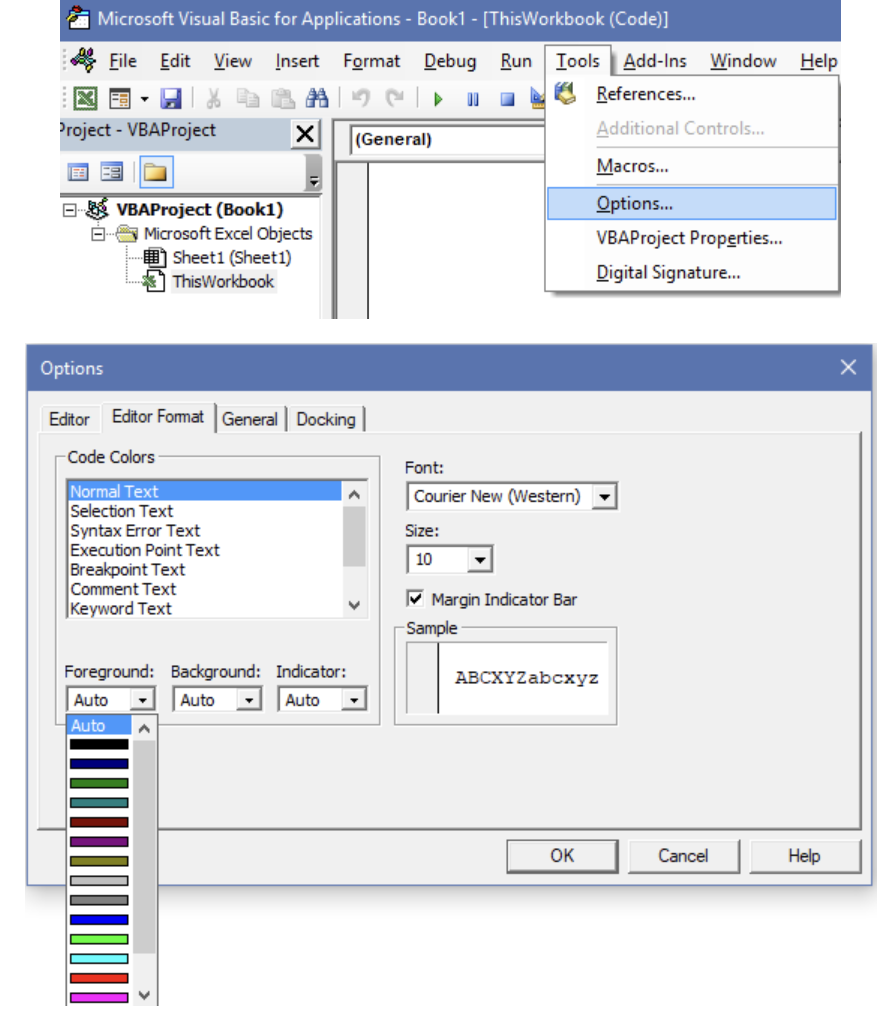 Microsoft Visual Basic for Applications - Book1 - [ThisWorkbook (Code)]
File Edit View Insert Format Debug Run Tools Add-Ins Window Help
References...
Project - VBAProject
(General)
Additional Controls...
Macros...
Options...
VBAProject (Book1)
Microsoft Excel Objects
VBAProject Properties...
Sheet1 (Sheet1)
Digital Signature...
ThisWorkbook
Options
Editor Editor Format General Docking
Code Colors
Normal Text
Selection Text
Syntax Error Text
Execution Point Text
Breakpoint Text
Comment Text
Keyword Text
Font:
Courier New (Western)
Size:
10
Margin Indicator Bar
Sample
ABCXYZabcxyz
Foreground: Background: Indicator:
Auto Auto Auto
Auto
OK Cancel Help